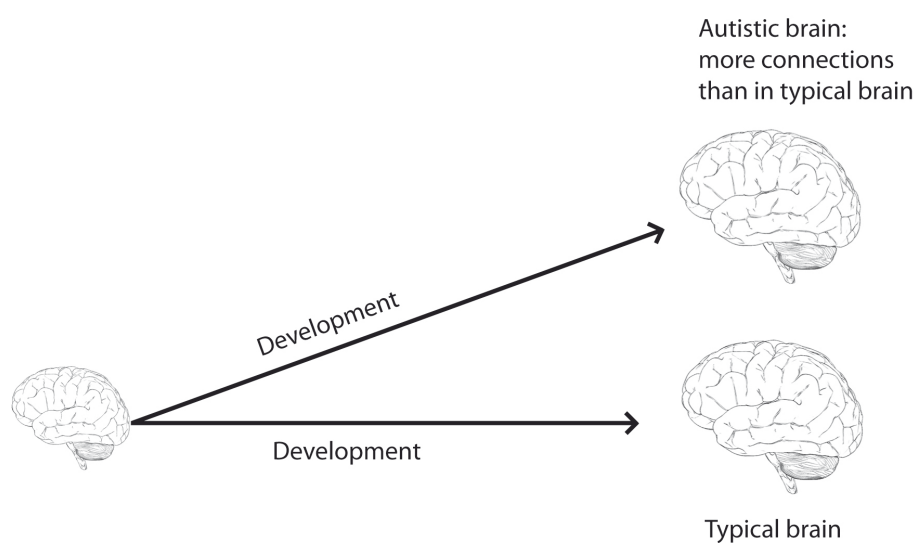 Autistic brain:
more connections
than in typical brain
Development
Development
Typical brain